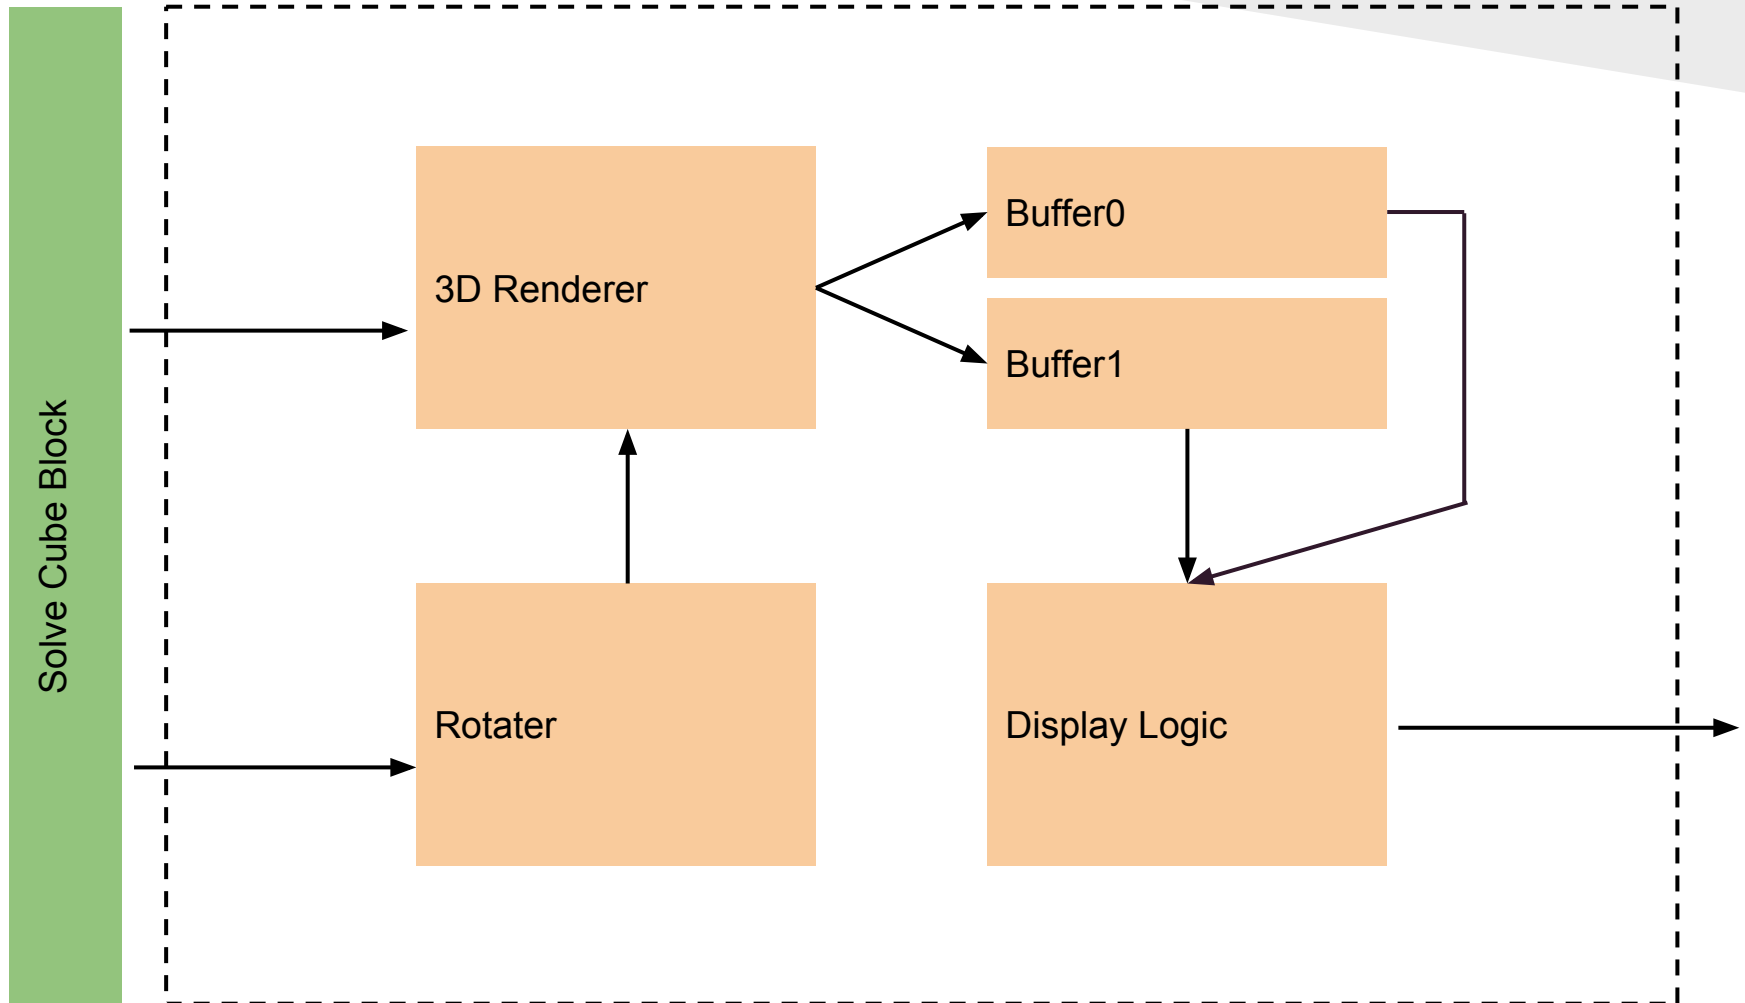 Solve Cube Block
3D Renderer
Buffer0
Buffer1
Rotater
Display Logic